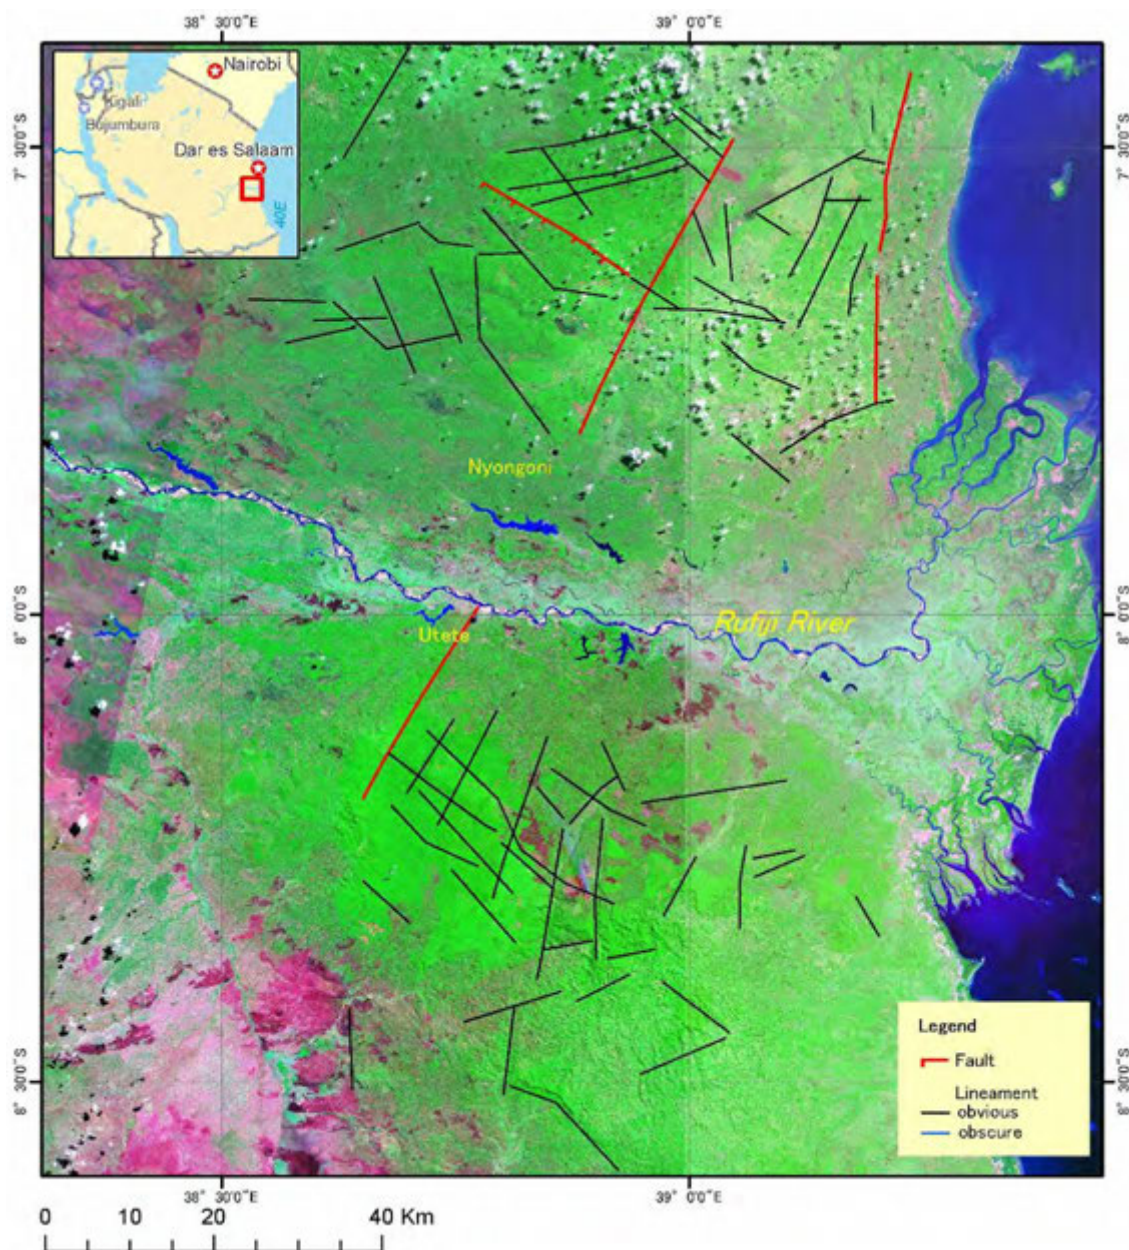 38° 30'0"E
39° 0'0"E
Nairobi
Kigali
Bujumbura
Dar es Salaam
40E
7° 30'0"S
7° 30'0"S
Nyongoni
8° 0'0"S
8° 0'0"S
Utete
Rufiji River
Legend
Fault
Lineament
obvious
obscure
8° 30'0"S
8° 30'0"S
38° 30'0"E
39° 0'0"E
0 10 20 40 Km